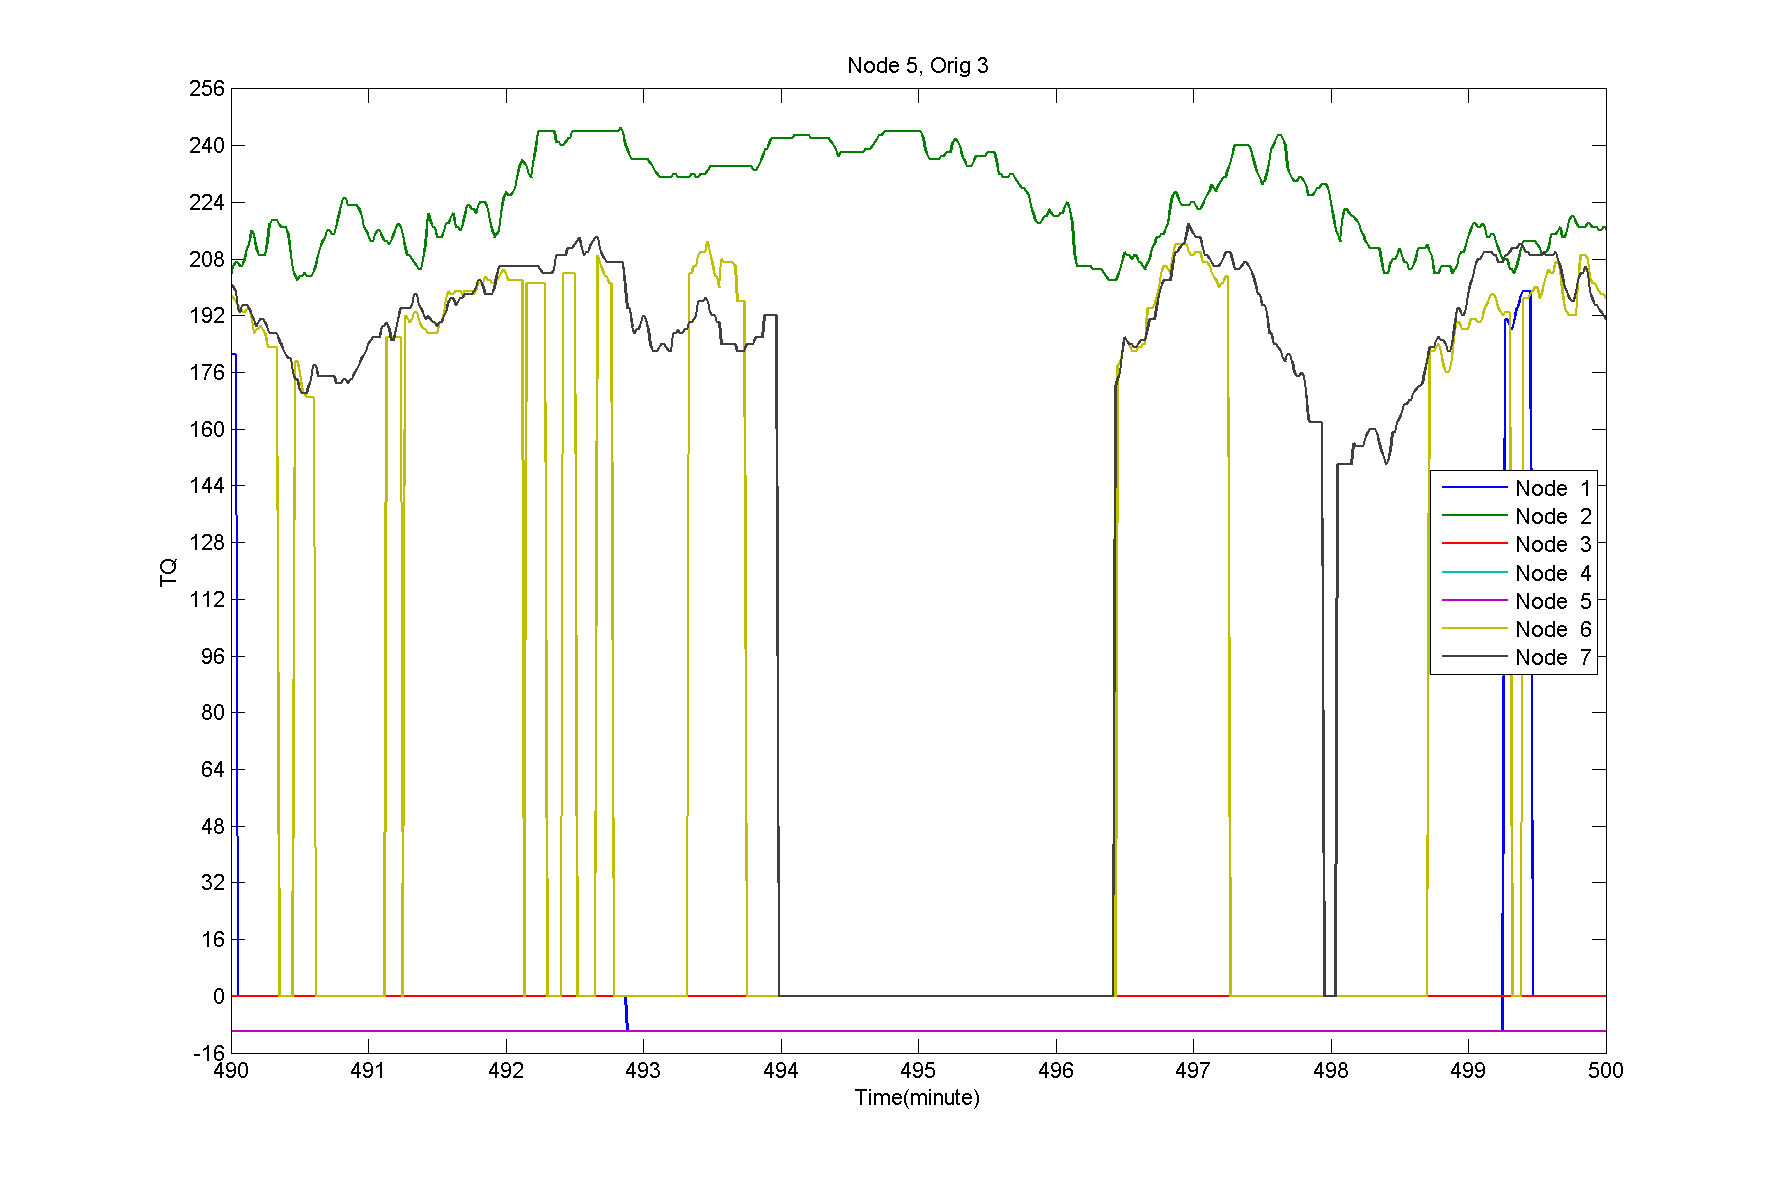 Node 5, Orig 3
256
240
224
208
192
176
160
144
128
112
96
80
64
48
32
16
0
-16
TQ
Node 1
Node 2
Node 3
Node 4
Node 5
Node 6
Node 7
490 491 492 493 494 495 496 497 498 499 500
Time(minute)